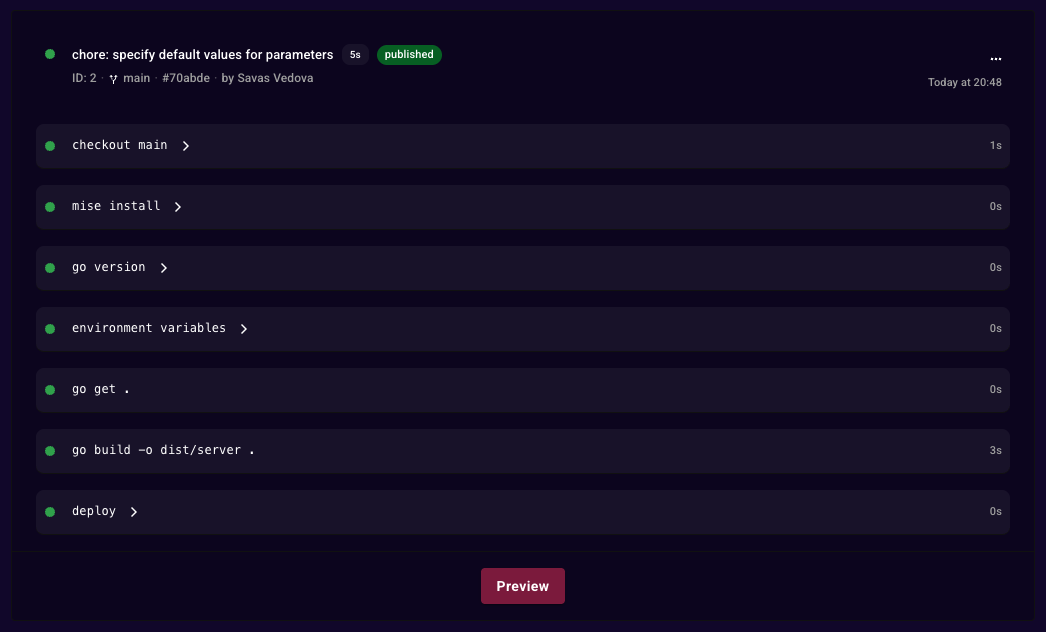 chore: specify default values for parameters 5s published
...
ID: 2 · main · #70abde · by Savas Vedova
Today at 20:48
checkout main 1s
mise install 0s
go version 0s
environment variables 0s
go get . 0s
go build -o dist/server . 3s
deploy 0s
Preview